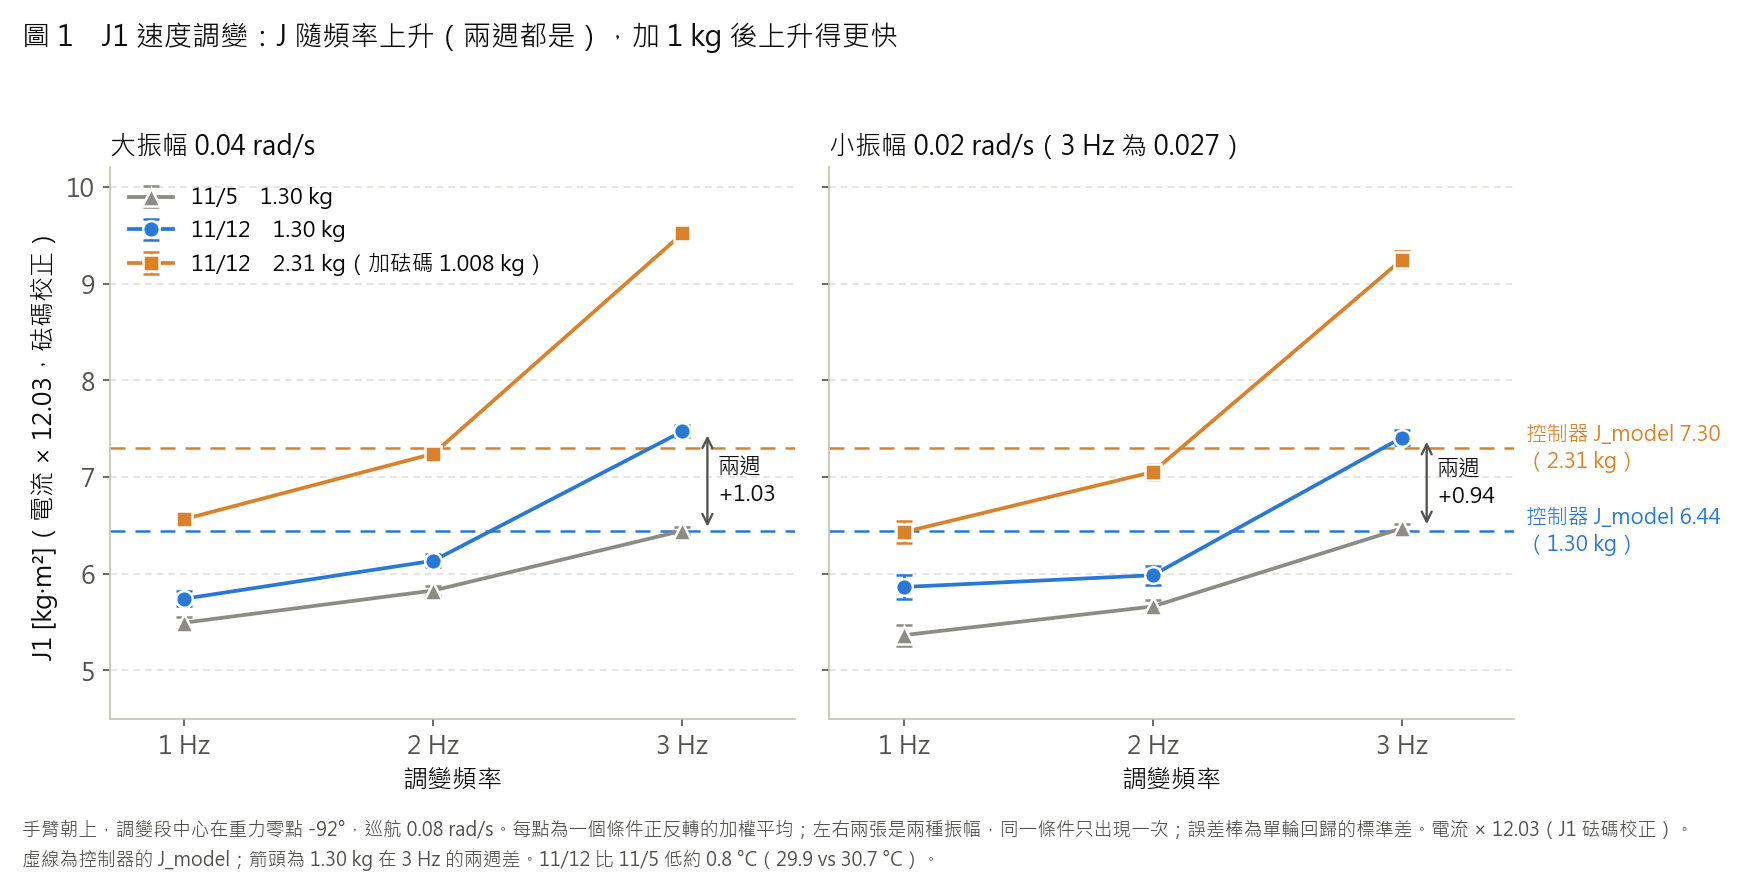 圖 1　J1 速度調變：J 隨頻率上升（兩週都是），加 1 kg 後上升得更快
大振幅 0.04 rad/s
小振幅 0.02 rad/s（3 Hz 為 0.027）
11/5　1.30 kg
11/12　1.30 kg
11/12　2.31 kg（加砝碼 1.008 kg）
J1 [kg·m²]（電流 × 12.03，砝碼校正）
10
9
8
7
6
5
兩週
+1.03
兩週
+0.94
控制器 J_model 7.30
（2.31 kg）
控制器 J_model 6.44
（1.30 kg）
1 Hz
2 Hz
3 Hz
1 Hz
2 Hz
3 Hz
調變頻率
調變頻率
手臂朝上，調變段中心在重力零點 -92°，巡航 0.08 rad/s。每點為一個條件正反轉的加權平均；左右兩張是兩種振幅，同一條件只出現一次；誤差棒為單輪回歸的標準差。電流 × 12.03（J1 砝碼校正）。
虛線為控制器的 J_model；箭頭為 1.30 kg 在 3 Hz 的兩週差。11/12 比 11/5 低約 0.8 °C（29.9 vs 30.7 °C）。